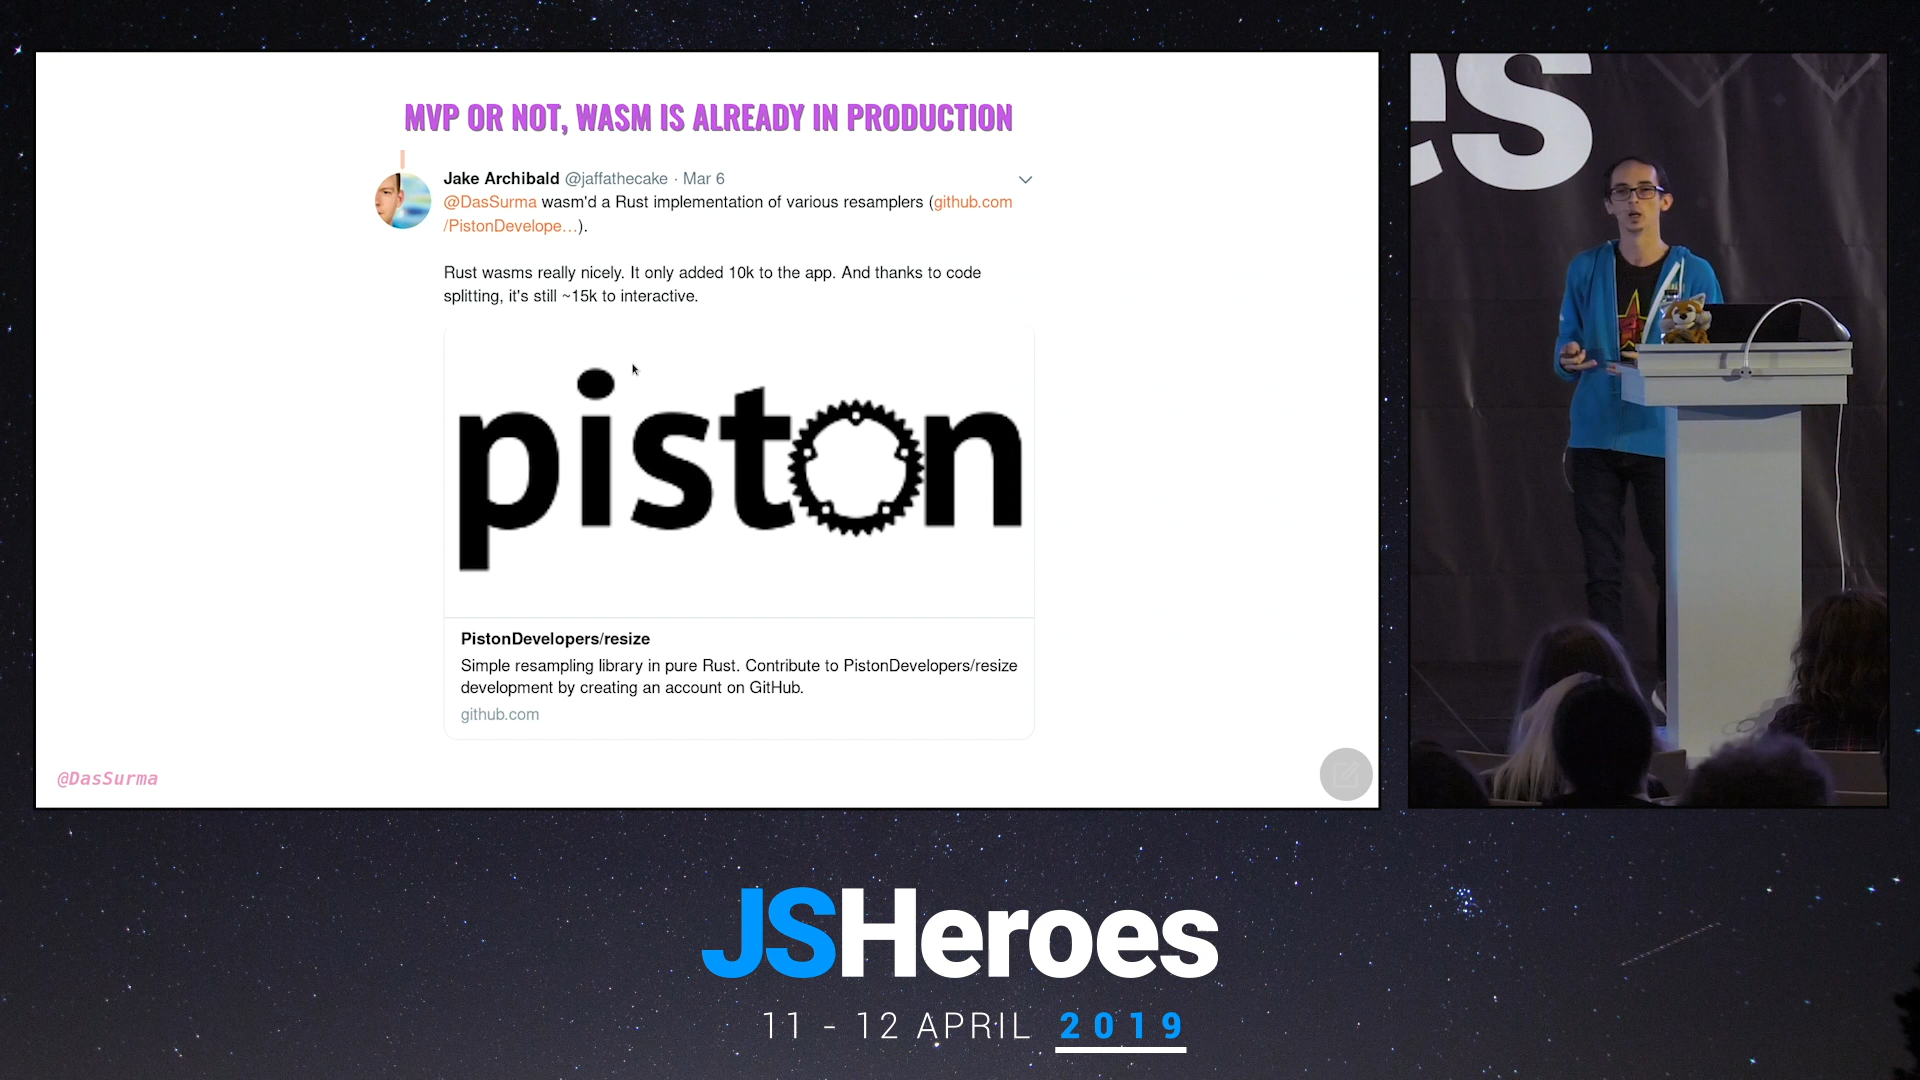 MVP OR NOT, WASM IS ALREADY IN PRODUCTION
Jake Archibald @jaffathecake · Mar 6
@DasSurma wasm'd a Rust implementation of various resamplers (github.com
/PistonDevelope…).
Rust wasms really nicely. It only added 10k to the app. And thanks to code
splitting, it's still ~15k to interactive.
piston
PistonDevelopers/resize
Simple resampling library in pure Rust. Contribute to PistonDevelopers/resize
development by creating an account on GitHub.
github.com
@DasSurma
es
JSHeroes
11 - 12 APRIL 2019